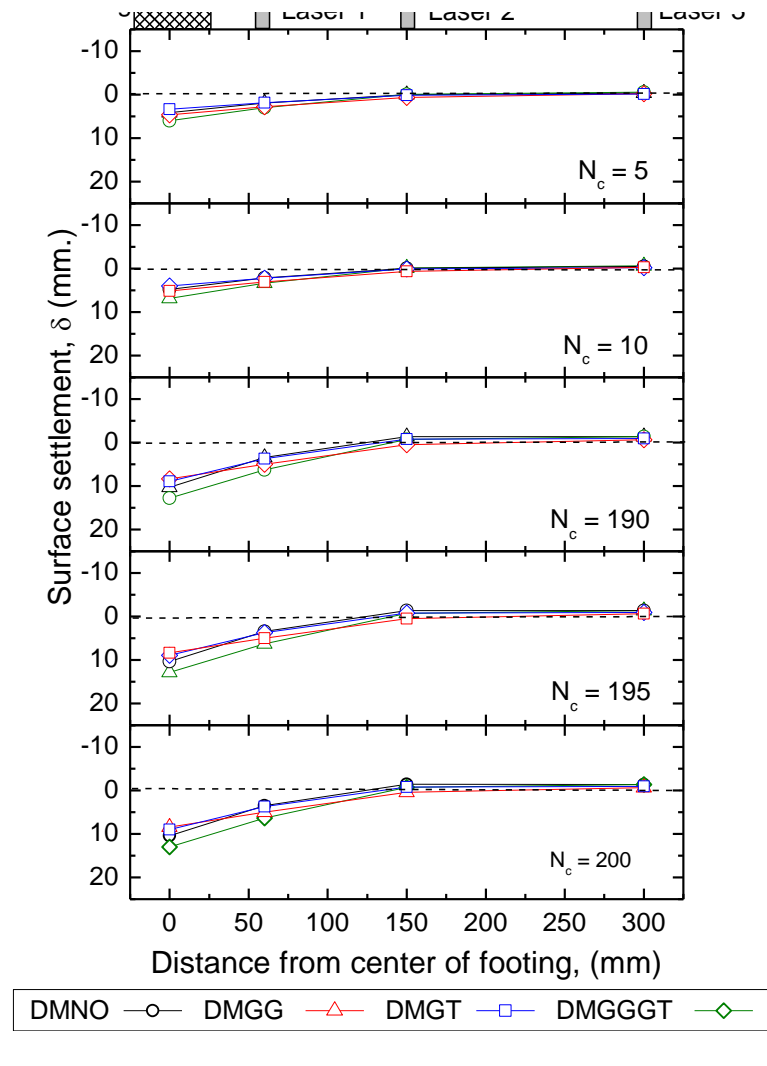 Laser 1 Laser 2 Laser 3
-10
0
10
20
N_c = 5
-10
0
10
20
N_c = 10
-10
0
10
20
N_c = 190
-10
0
10
20
N_c = 195
-10
0
10
20
N_c = 200
Surface settlement, δ (mm.)
0 50 100 150 200 250 300
Distance from center of footing, (mm)
DMNO DMGG DMGT DMGGGT